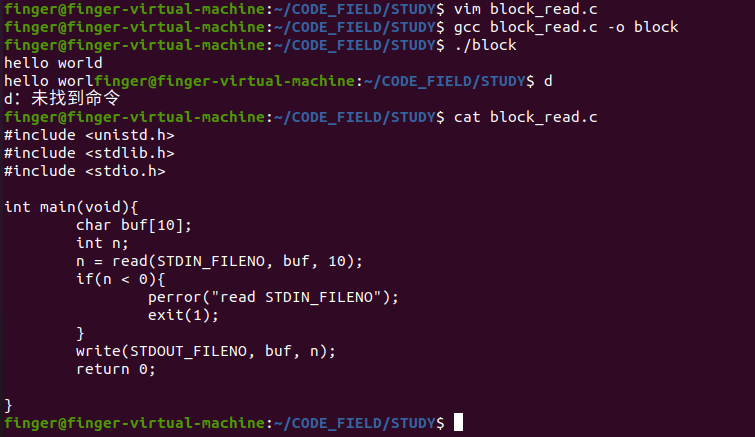 finger@finger-virtual-machine:~/CODE_FIELD/STUDY$ vim block_read.c
finger@finger-virtual-machine:~/CODE_FIELD/STUDY$ gcc block_read.c -o block
finger@finger-virtual-machine:~/CODE_FIELD/STUDY$ ./block
hello world
hello worlfinger@finger-virtual-machine:~/CODE_FIELD/STUDY$ d
d：未找到命令
finger@finger-virtual-machine:~/CODE_FIELD/STUDY$ cat block_read.c
#include <unistd.h>
#include <stdlib.h>
#include <stdio.h>

int main(void){
        char buf[10];
        int n;
        n = read(STDIN_FILENO, buf, 10);
        if(n < 0){
                perror("read STDIN_FILENO");
                exit(1);
        }
        write(STDOUT_FILENO, buf, n);
        return 0;

}
finger@finger-virtual-machine:~/CODE_FIELD/STUDY$